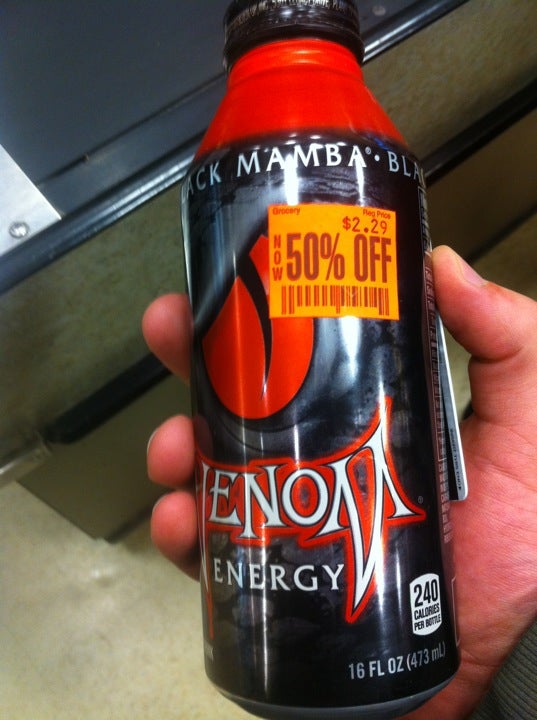 ACK MAMBA® • BLA
Grocery Reg Price
$2.29
NOW
50% OFF
VENOM®
ENERGY
240
CALORIES
PER BOTTLE
16 FL OZ (473 mL)